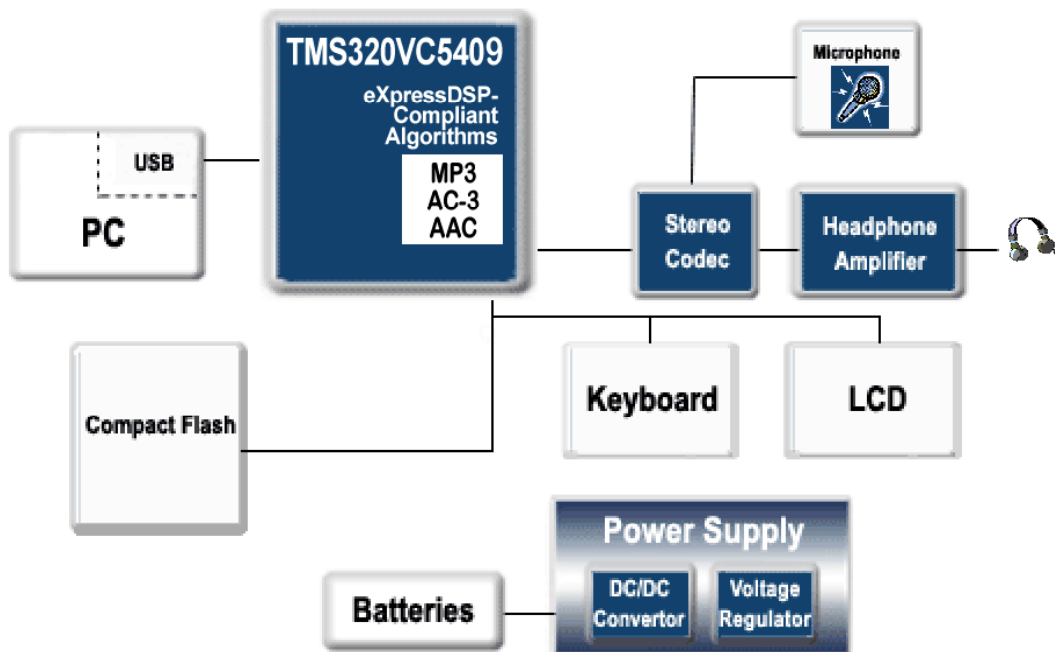 TMS320VC5409
eXpressDSP-
Compliant
Algorithms
MP3
AC-3
AAC
Microphone
USB
PC
Stereo
Codec
Headphone
Amplifier
Compact Flash
Keyboard
LCD
Power Supply
DC/DC
Convertor
Voltage
Regulator
Batteries